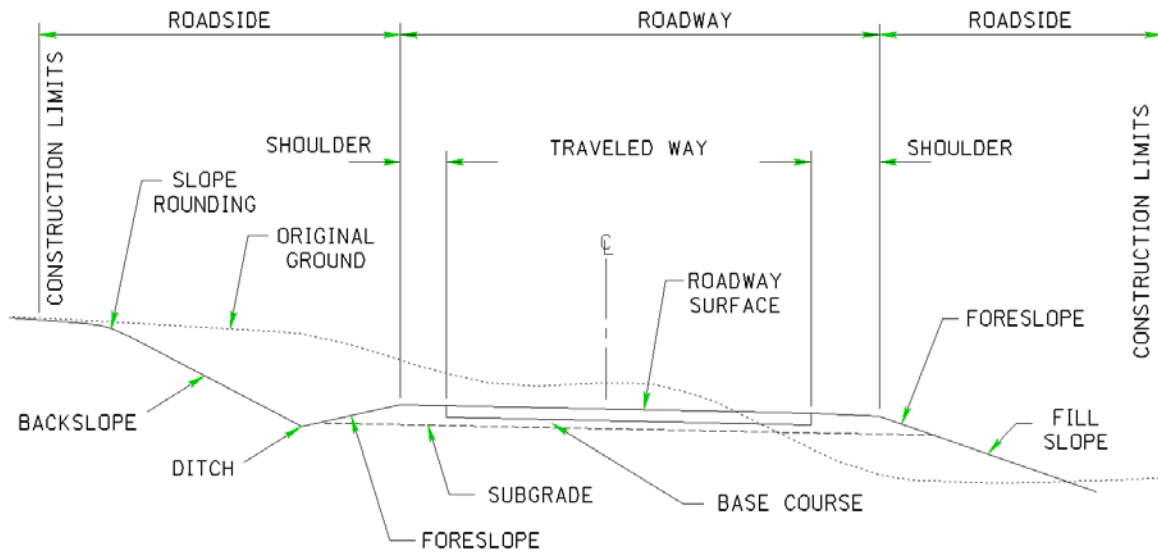 ROADSIDE
ROADWAY
ROADSIDE
CONSTRUCTION LIMITS
SHOULDER
TRAVELED WAY
SHOULDER
CONSTRUCTION LIMITS
SLOPE
ROUNDING
ORIGINAL
GROUND
CL
ROADWAY
SURFACE
FORESLOPE
BACKSLOPE
FILL
SLOPE
DITCH
SUBGRADE
BASE COURSE
FORESLOPE